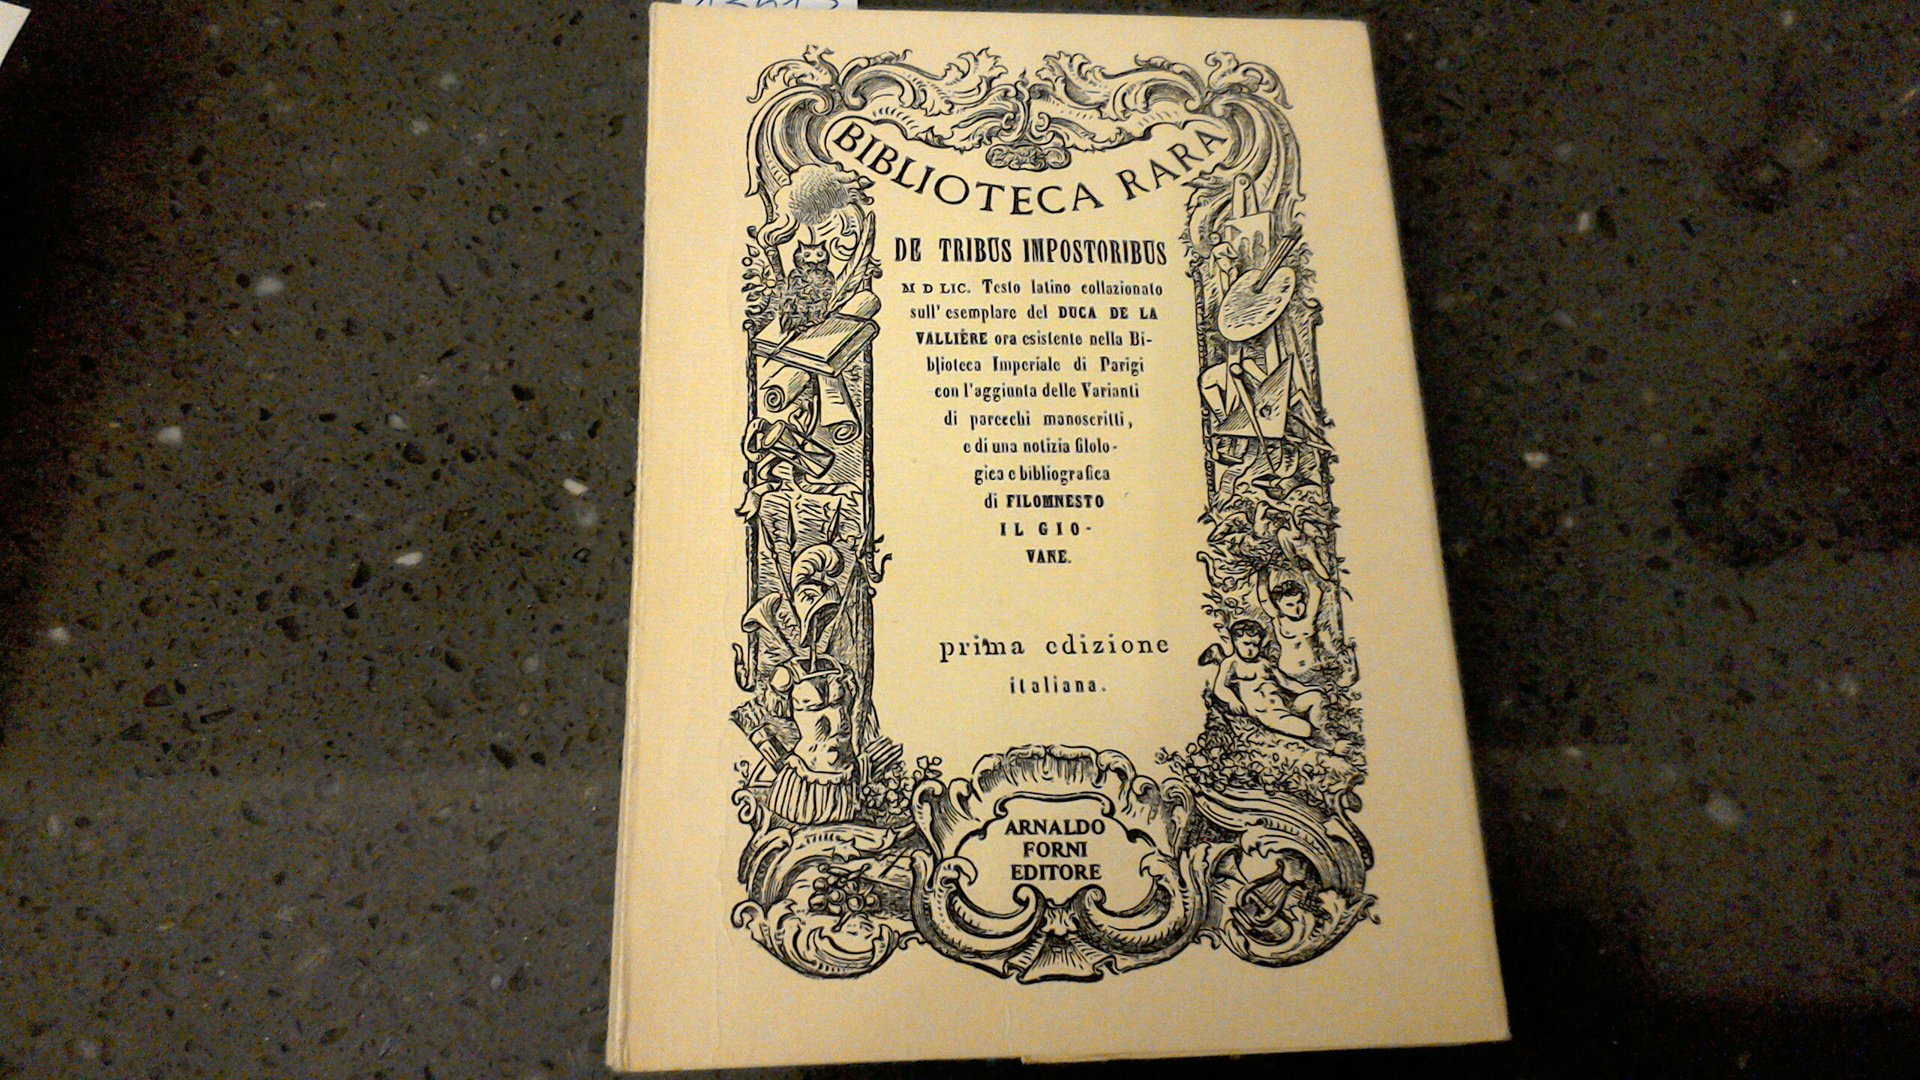 BIBLIOTECA RARA
DE TRIBUS IMPOSTORIBUS
M D LIC. Testo latino collazionato
sull' esemplare del DUCA DE LA
VALLIÈRE ora esistente nella Bi-
blioteca Imperiale di Parigi
con l'aggiunta delle Varianti
di parecchi manoscritti,
e di una notizia filolo-
gica e bibliografica
di FILOMNESTO
IL GIO-
VANE.
prima edizione
italiana.
ARNALDO
FORNI
EDITORE